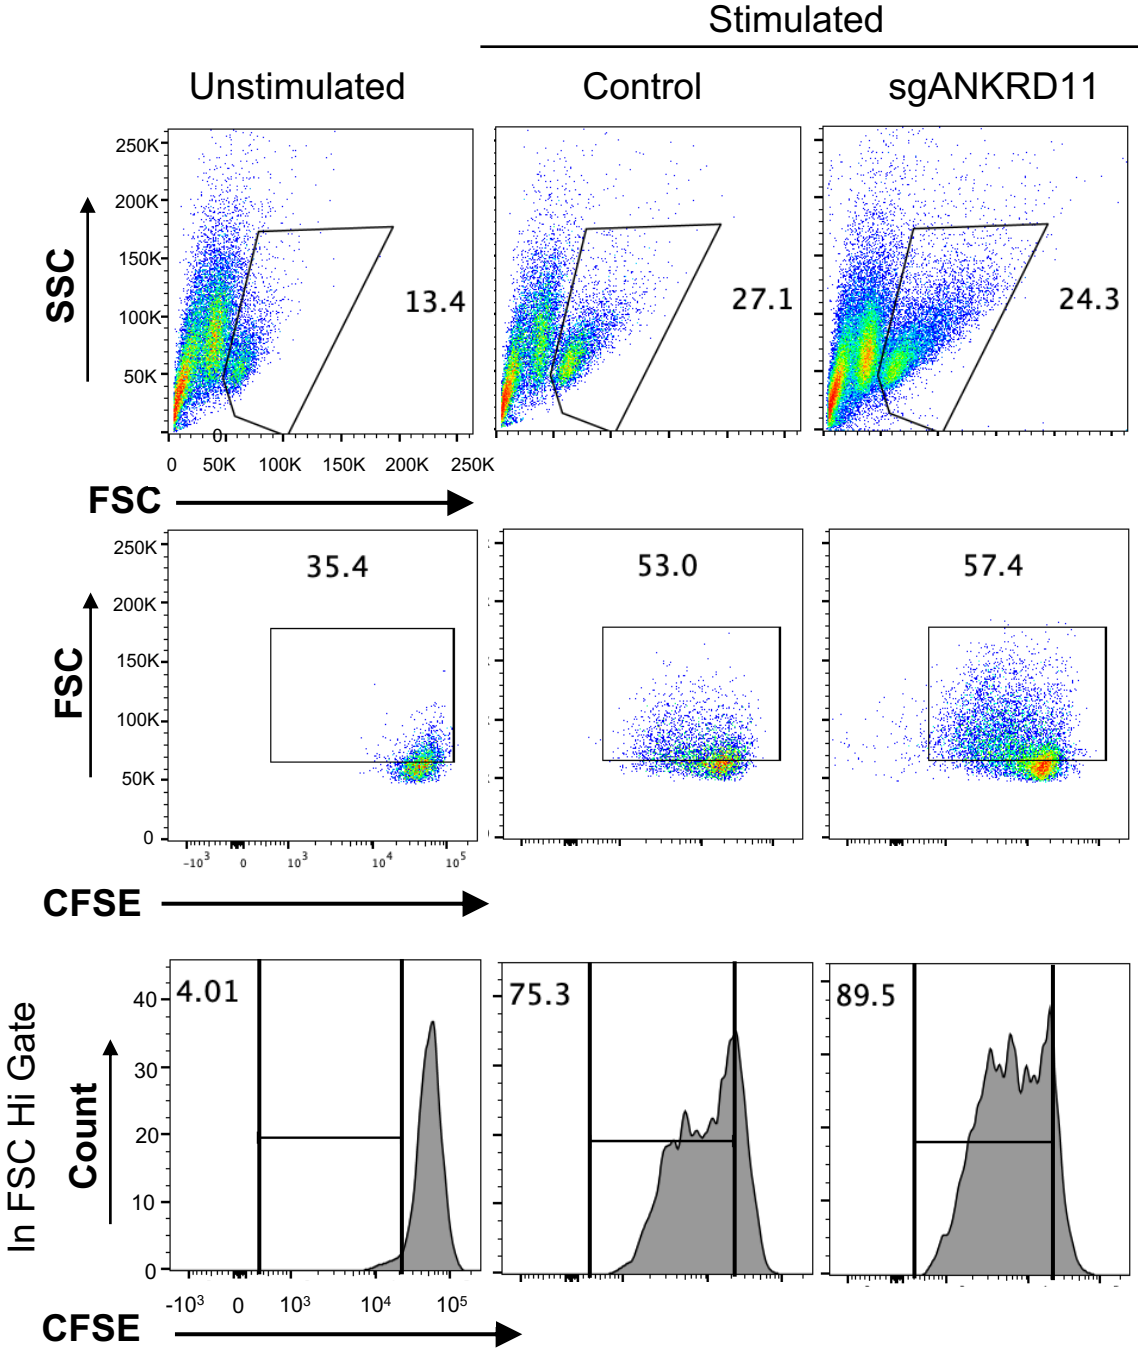 Stimulated
Unstimulated Control sgANKRD11
250K
200K
150K
100K
50K
0
SSC
13.4
27.1
24.3
0 50K 100K 150K 200K 250K
FSC
250K
200K
150K
100K
50K
0
FSC
35.4
53.0
57.4
-10³ 0 10³ 10⁴ 10⁵
CFSE
In FSC Hi Gate
Count
40
30
20
10
0
4.01
75.3
89.5
-10³ 0 10³ 10⁴ 10⁵
CFSE